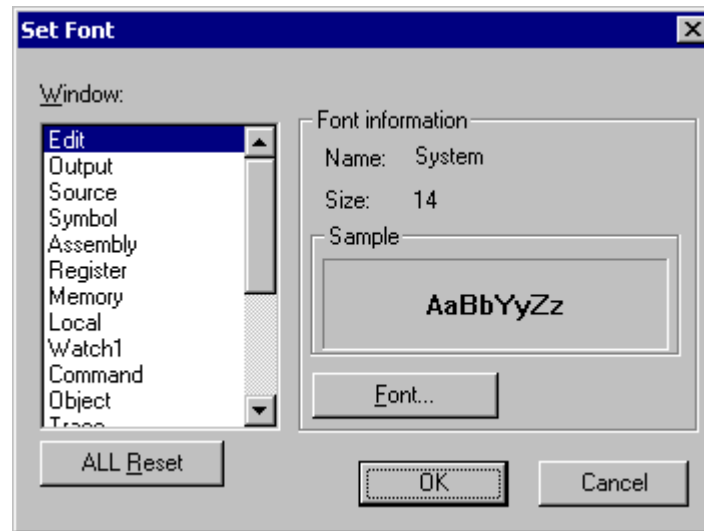 Set Font
Window:
Edit
Output
Source
Symbol
Assembly
Register
Memory
Local
Watch1
Command
Object
Trace
ALL Reset
Font information
Name: System
Size: 14
Sample
AaBbYyZz
Font...
OK
Cancel